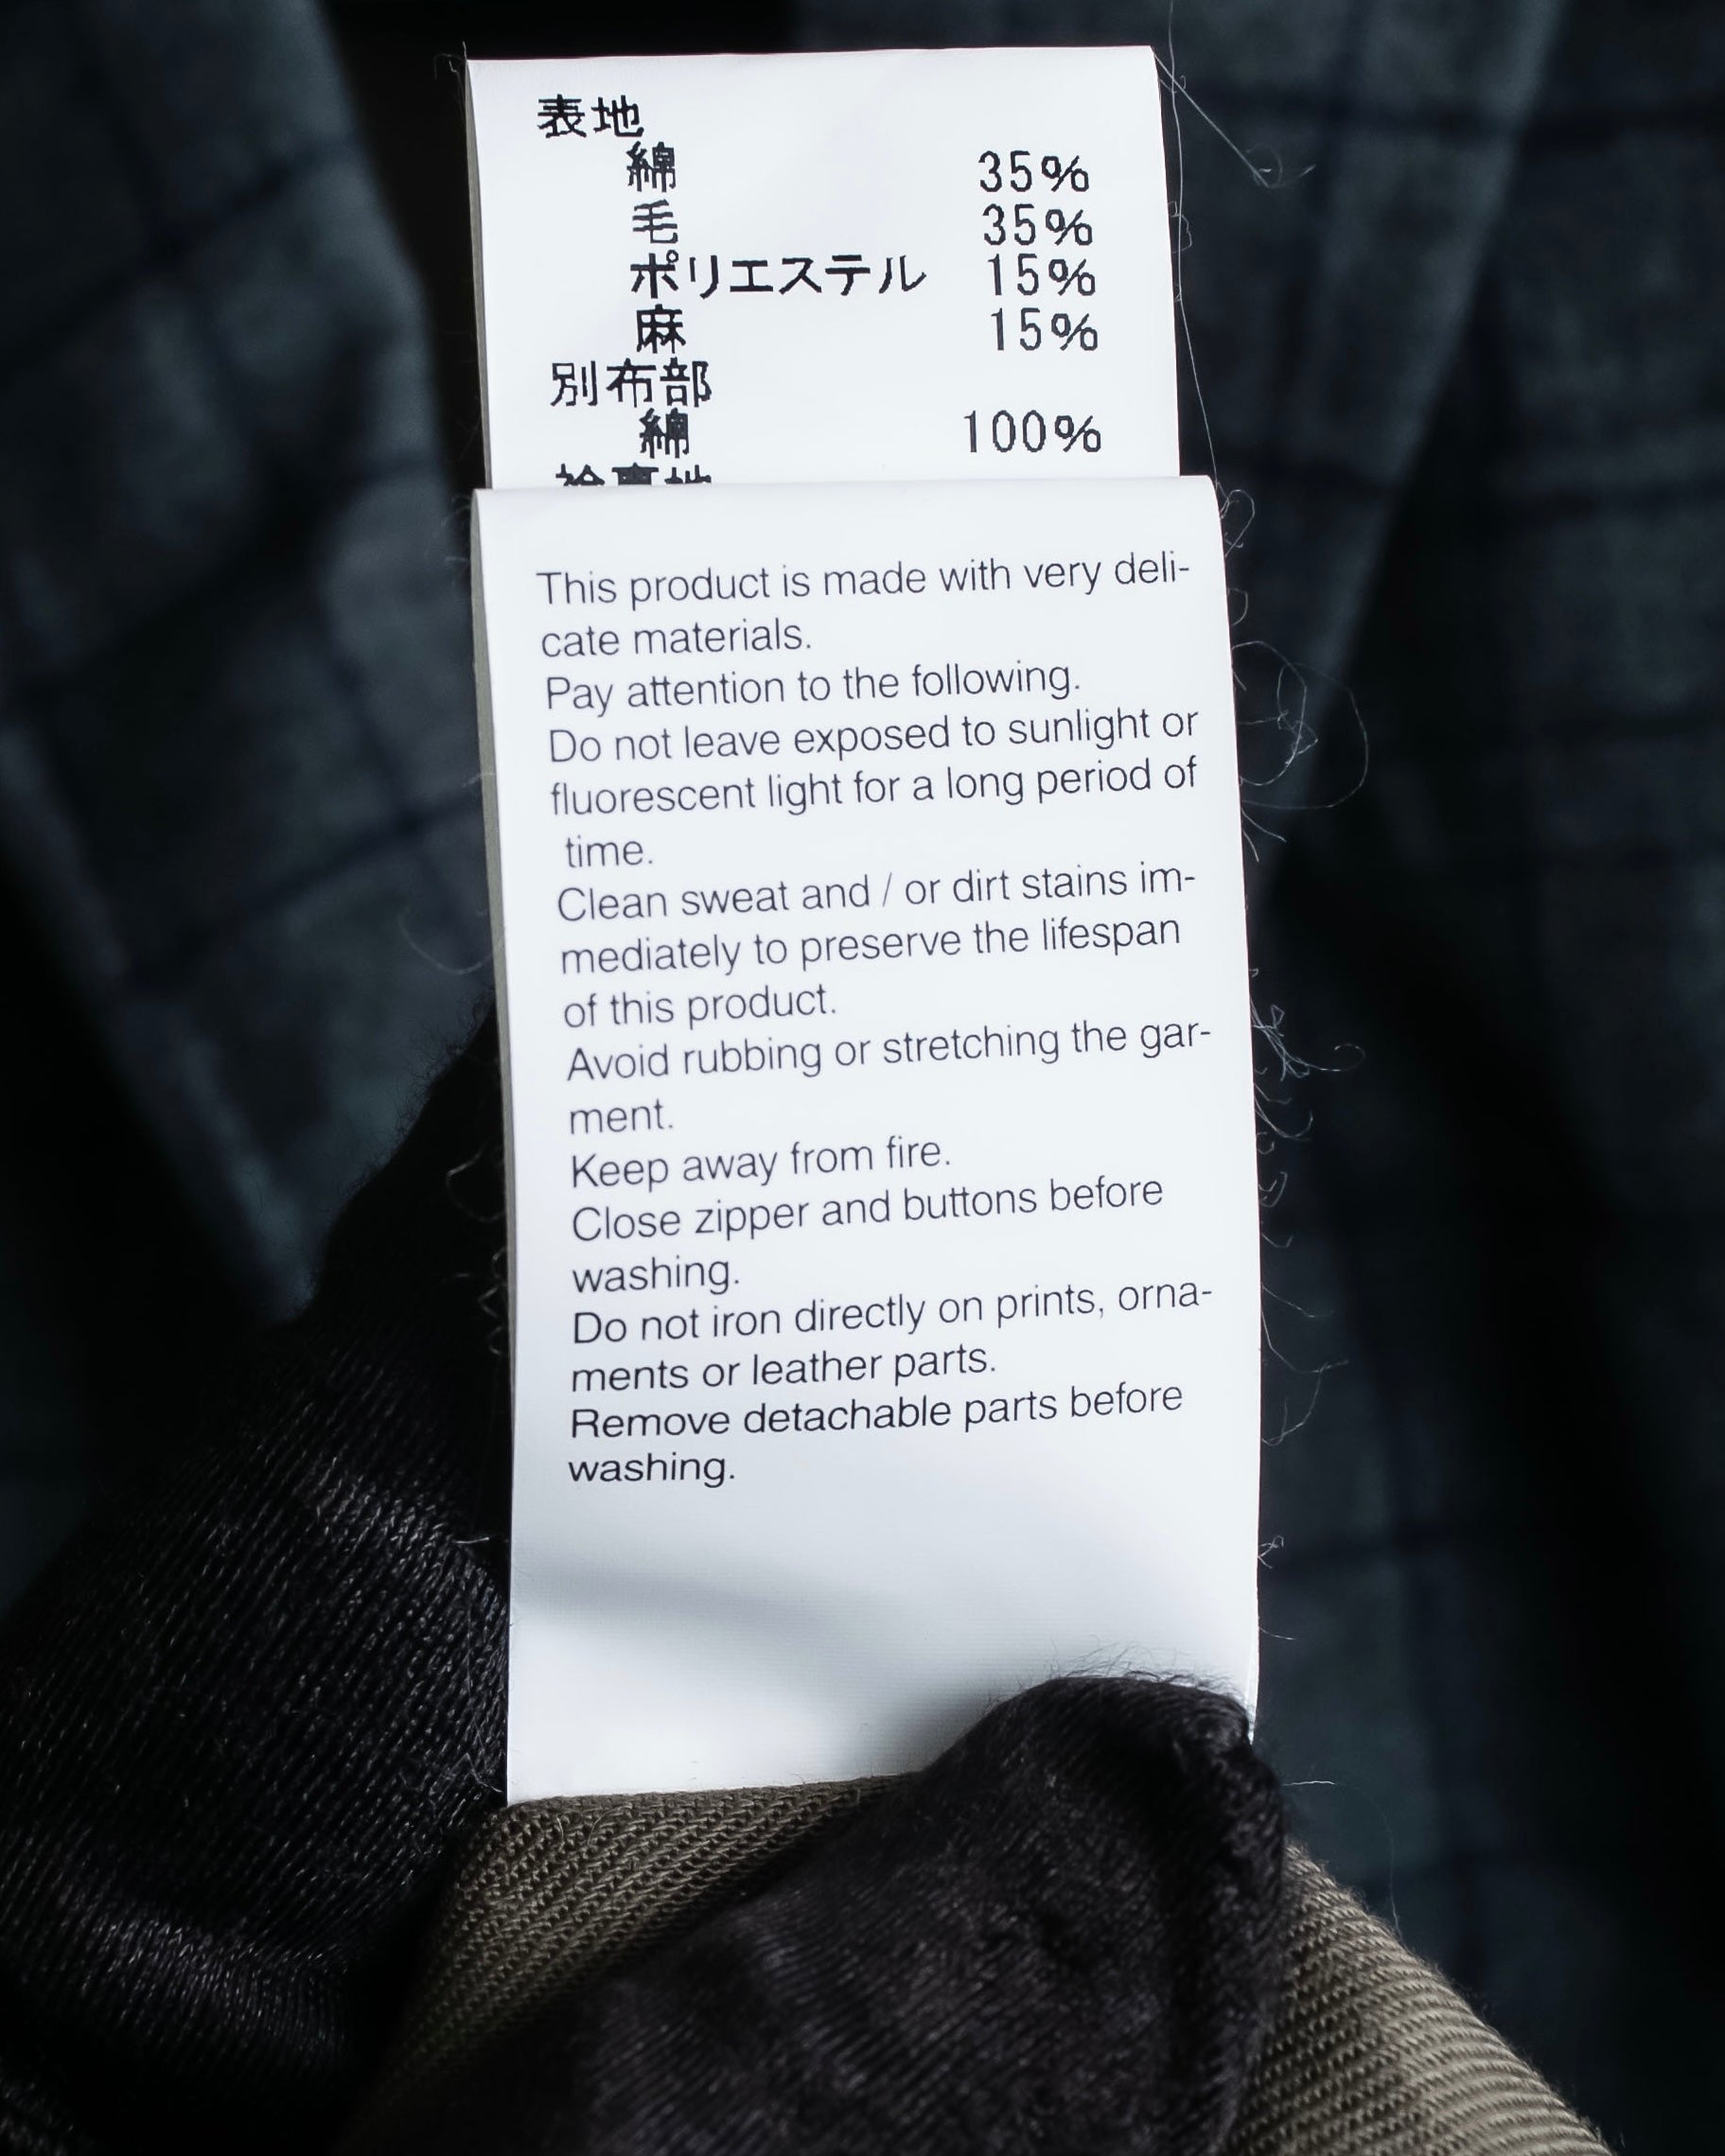 表地
綿 35%
毛 35%
ポリエステル 15%
麻 15%
別布部
綿 100%
This product is made with very deli-
cate materials.
Pay attention to the following.
Do not leave exposed to sunlight or
fluorescent light for a long period of
time.
Clean sweat and / or dirt stains im-
mediately to preserve the lifespan
of this product.
Avoid rubbing or stretching the gar-
ment.
Keep away from fire.
Close zipper and buttons before
washing.
Do not iron directly on prints, orna-
ments or leather parts.
Remove detachable parts before
washing.